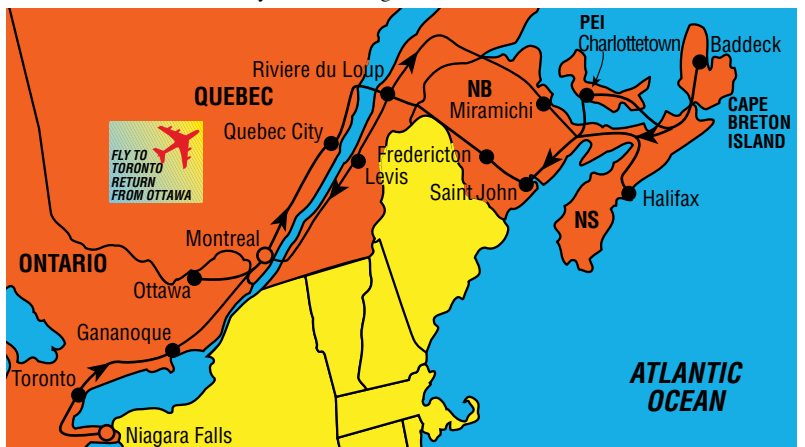 PEI
Charlottetown
Baddeck
Riviere du Loup
QUEBEC
NB
Miramichi
CAPE
BRETON
ISLAND
Quebec City
FLY TO
TORONTO
RETURN
FROM OTTAWA
Fredericton
Levis
Saint John
Halifax
NS
Montreal
ONTARIO
Ottawa
Gananoque
Toronto
ATLANTIC
OCEAN
Niagara Falls